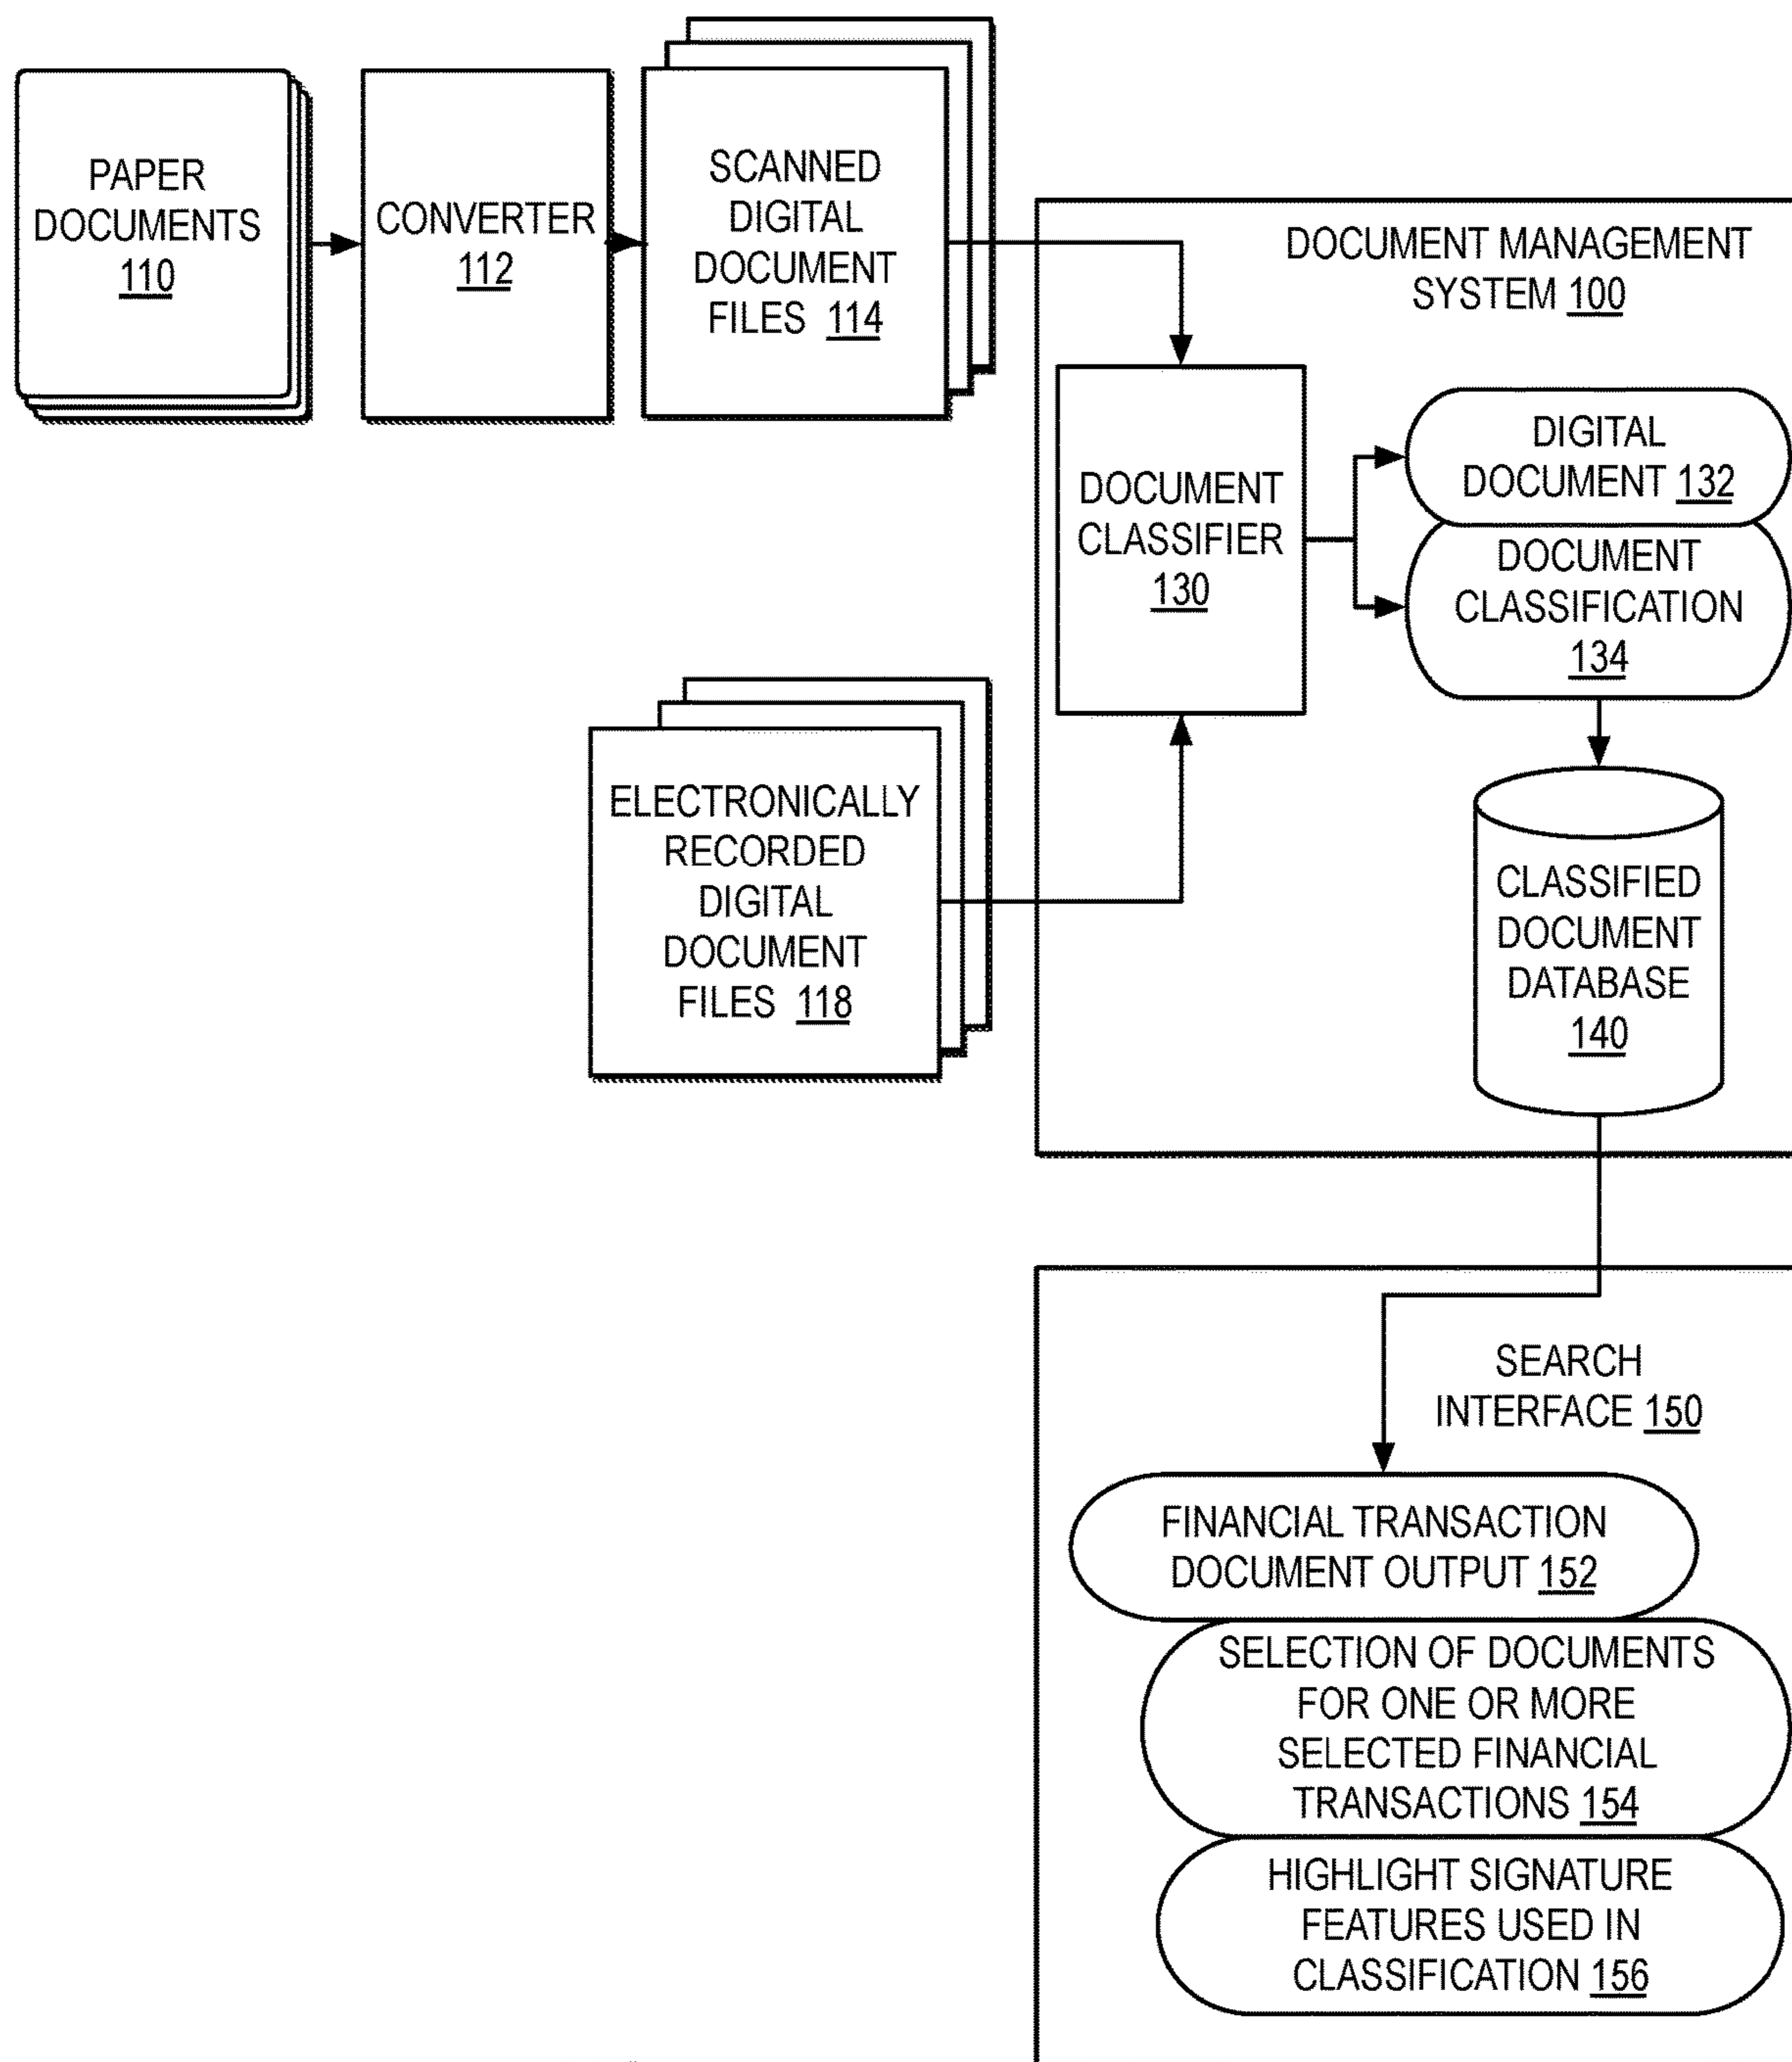 PAPER
DOCUMENTS
110
CONVERTER
112
SCANNED
DIGITAL
DOCUMENT
FILES 114
DOCUMENT MANAGEMENT
SYSTEM 100
DOCUMENT
CLASSIFIER
130
DIGITAL
DOCUMENT 132
DOCUMENT
CLASSIFICATION
134
ELECTRONICALLY
RECORDED
DIGITAL
DOCUMENT
FILES 118
CLASSIFIED
DOCUMENT
DATABASE
140
SEARCH
INTERFACE 150
FINANCIAL TRANSACTION
DOCUMENT OUTPUT 152
SELECTION OF DOCUMENTS
FOR ONE OR MORE
SELECTED FINANCIAL
TRANSACTIONS 154
HIGHLIGHT SIGNATURE
FEATURES USED IN
CLASSIFICATION 156